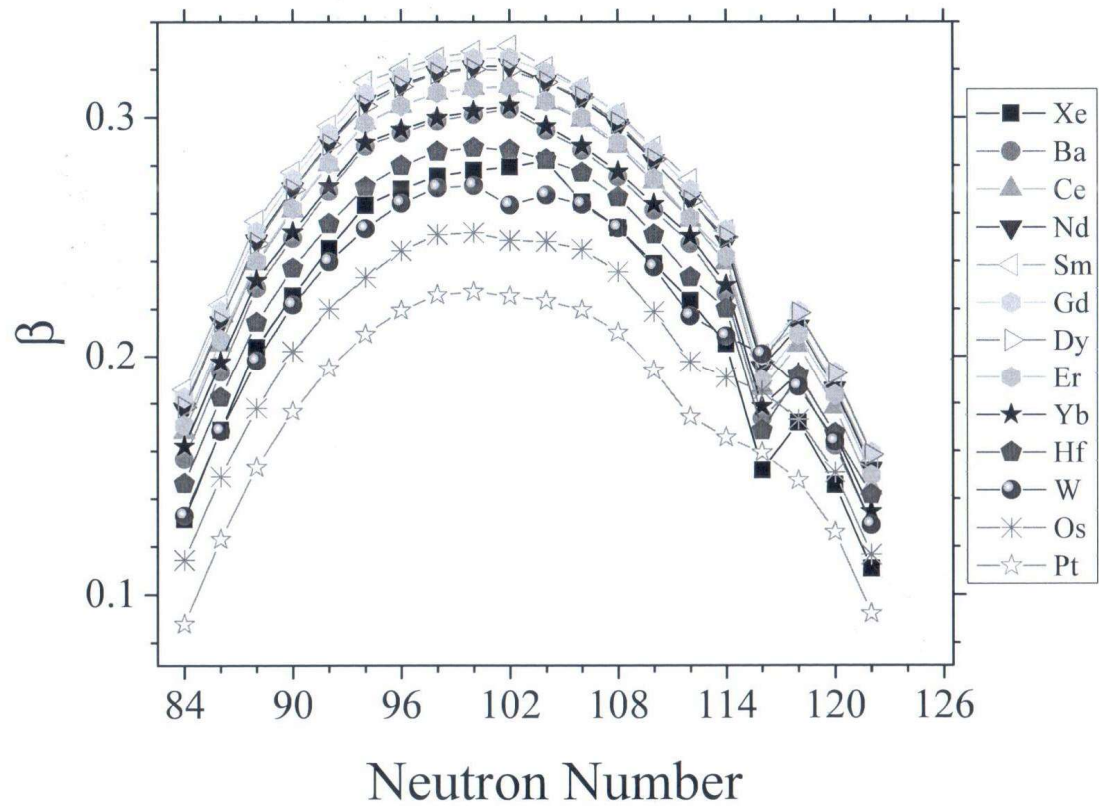 0.3
0.2
0.1
β
84 90 96 102 108 114 120 126
Neutron Number
Xe
Ba
Ce
Nd
Sm
Gd
Dy
Er
Yb
Hf
W
Os
Pt